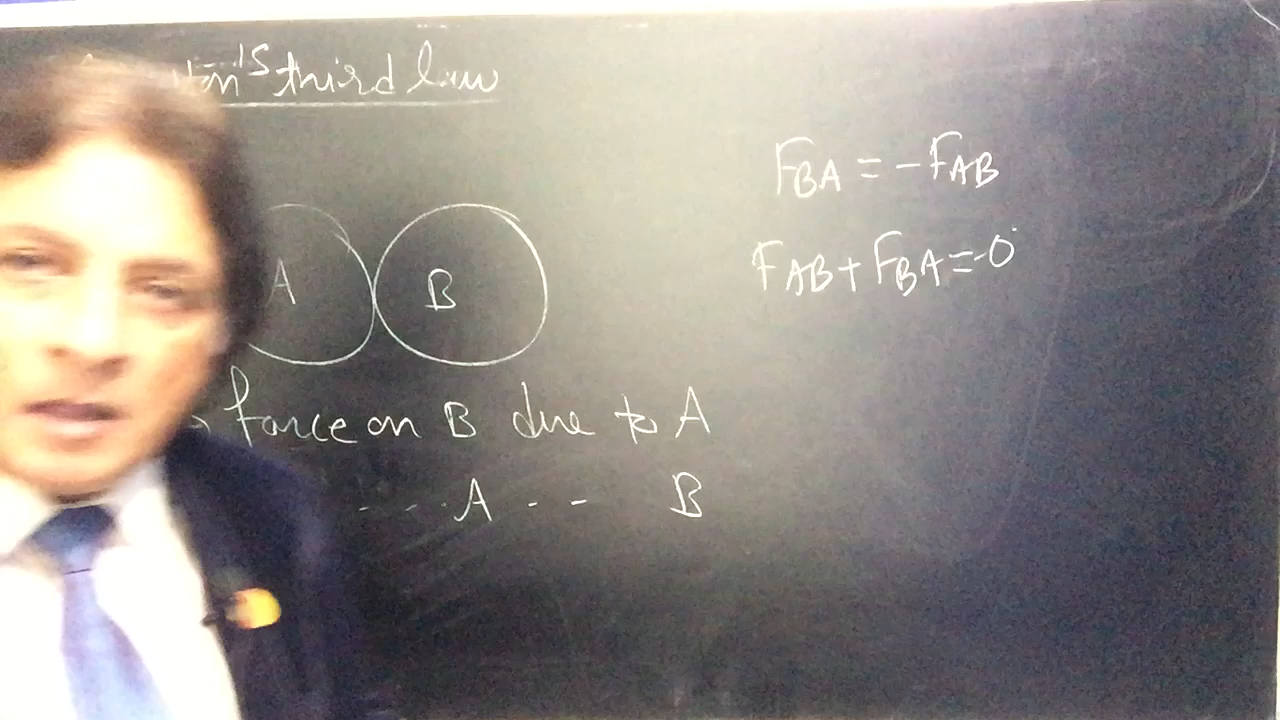 third law
A
B
force on B due to A
- - . A - - B
FBA = -FAB
FAB + FBA = 0